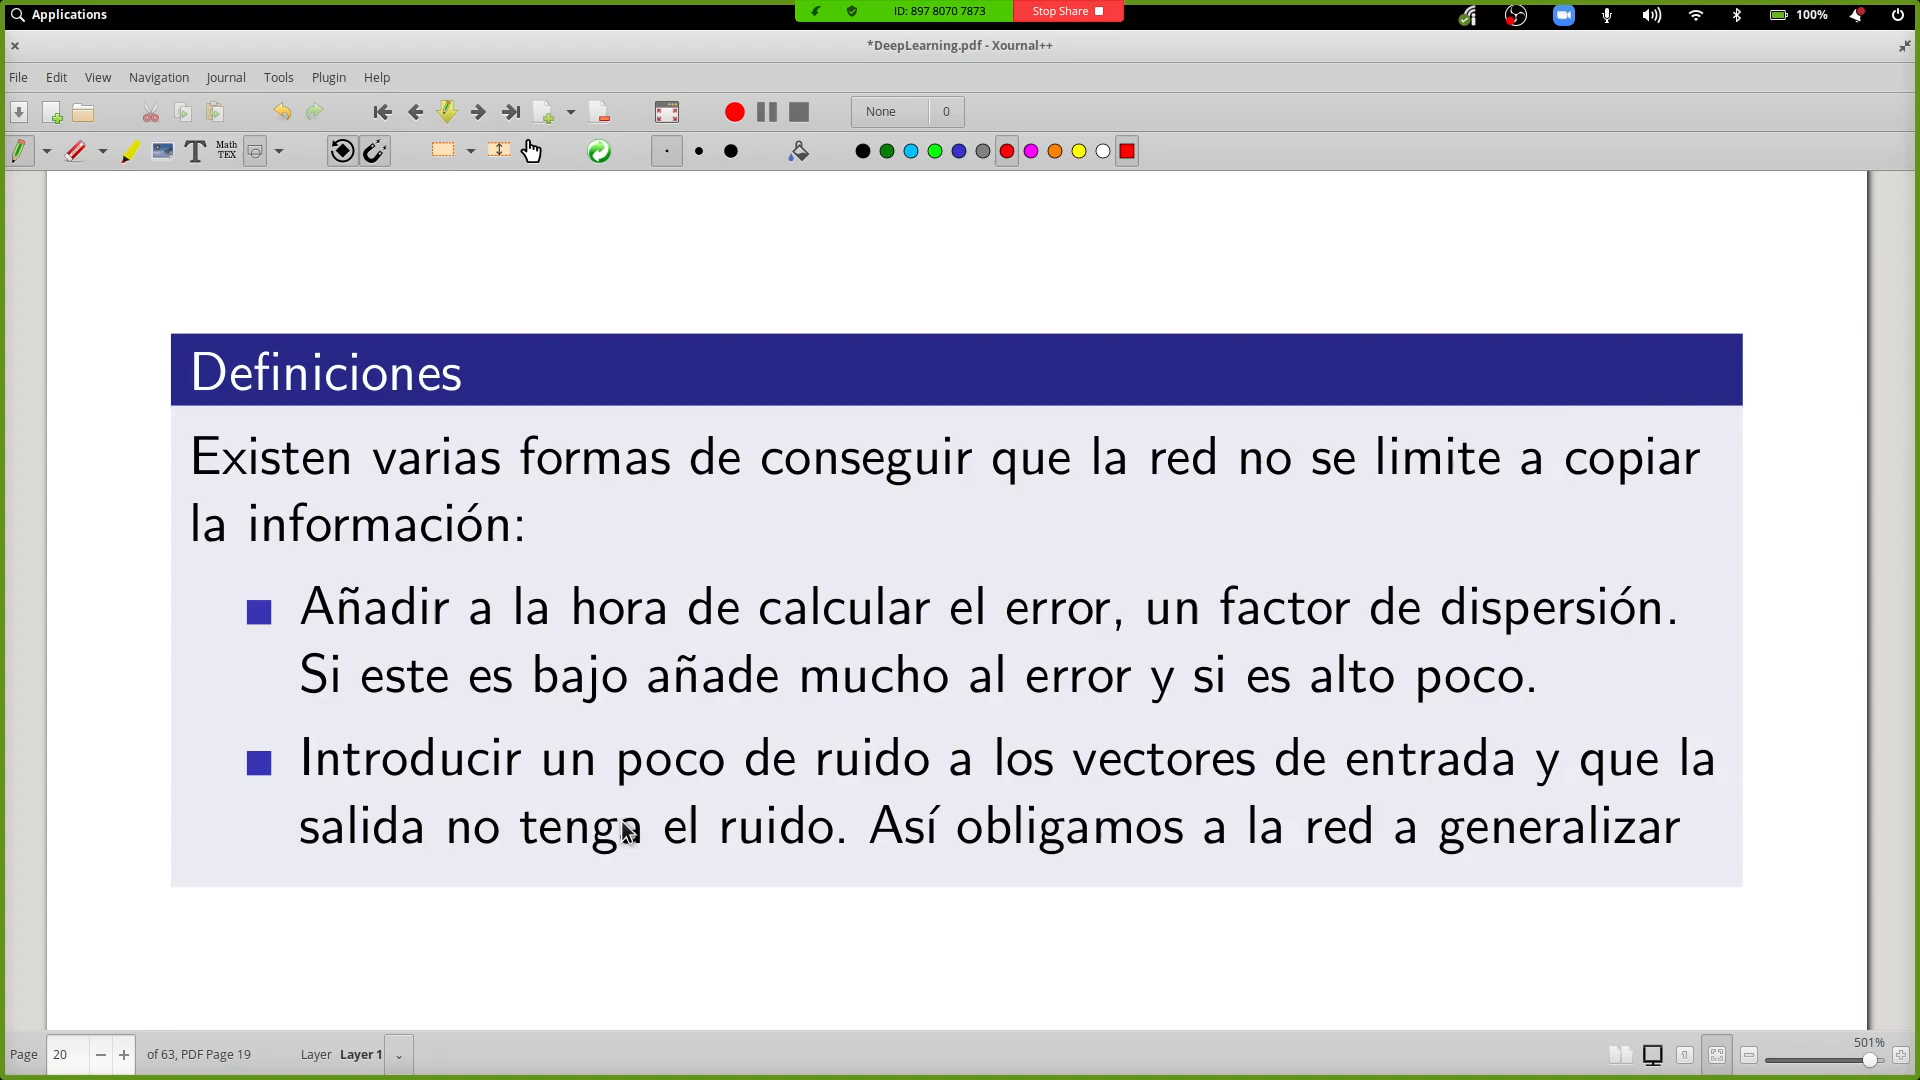 Applications
ID: 897 8070 7873
Stop Share
100%
*DeepLearning.pdf - Xournal++
File Edit View Navigation Journal Tools Plugin Help
None 0
T Math TEX
Definiciones
Existen varias formas de conseguir que la red no se limite a copiar
la información:
Añadir a la hora de calcular el error, un factor de dispersión.
Si este es bajo añade mucho al error y si es alto poco.
Introducir un poco de ruido a los vectores de entrada y que la
salida no tenga el ruido. Así obligamos a la red a generalizar
Page 20 of 63, PDF Page 19 Layer Layer 1
501%